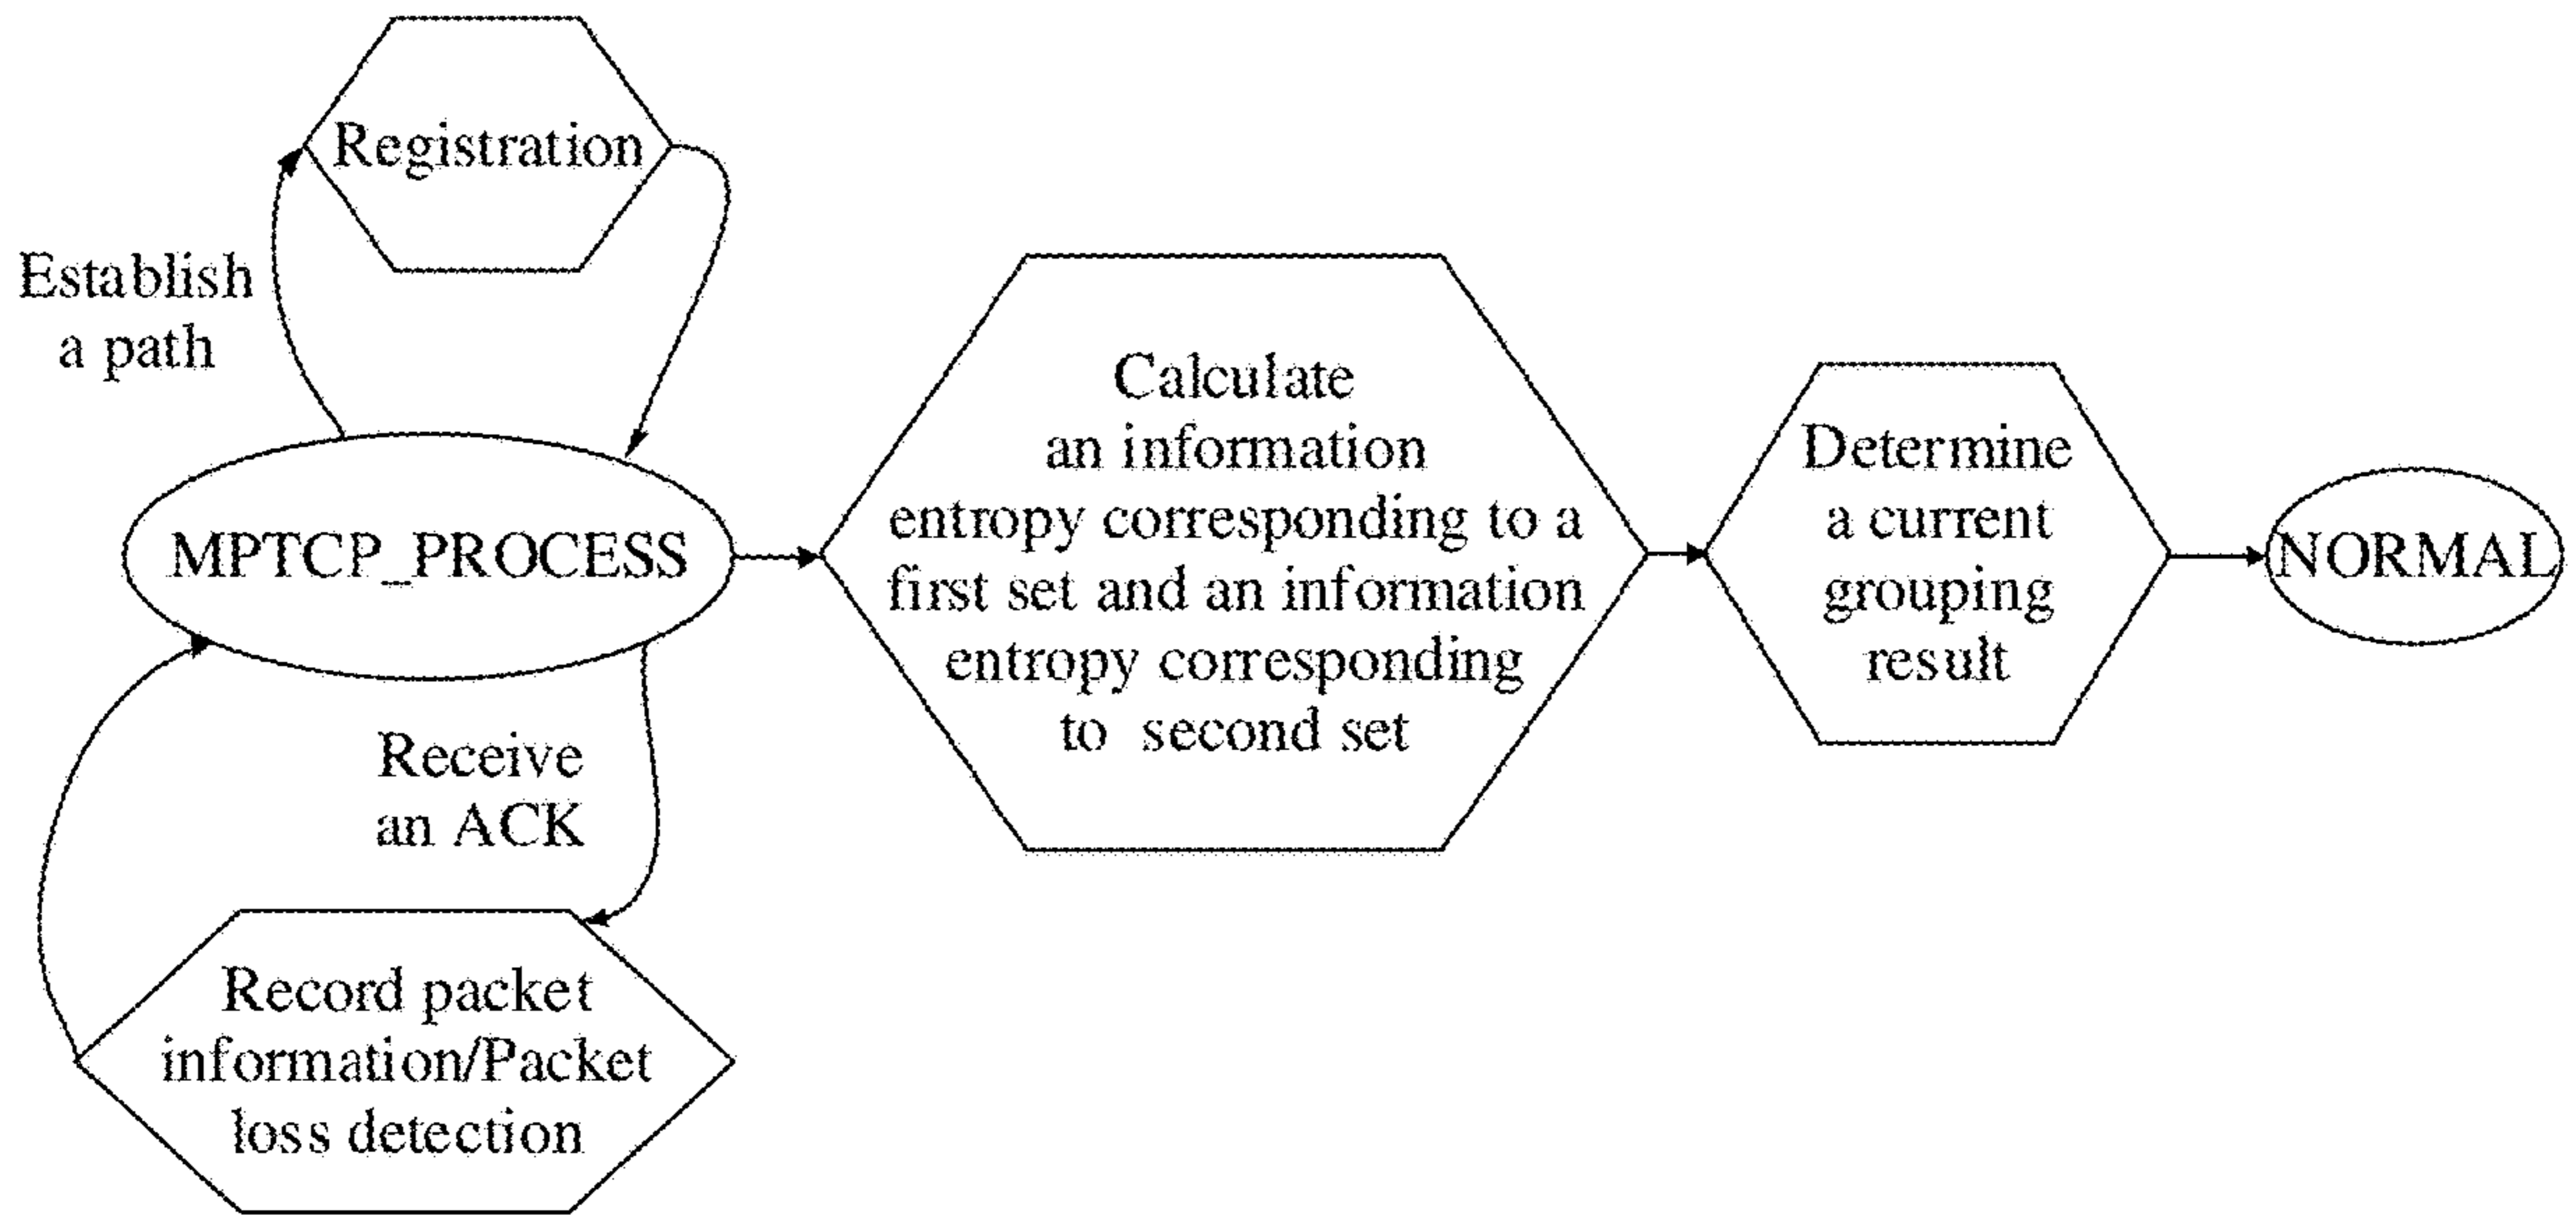 Registration
Establish
a path
MPTCP_PROCESS
Receive
an ACK
Record packet
information/Packet
loss detection
Calculate
an information
entropy corresponding to a
first set and an information
entropy corresponding
to second set
Determine
a current
grouping
result
NORMAL